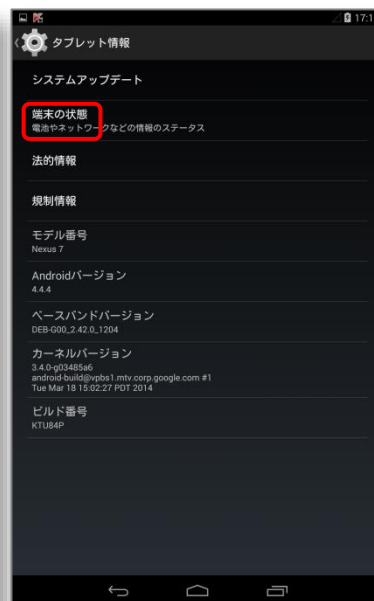 17:1
タブレット情報
システムアップデート
端末の状態
電池やネットワークなどの情報のステータス
法的情報
規制情報
モデル番号
Nexus 7
Androidバージョン
4.4.4
ベースバンドバージョン
DEB-G00_2.42.0_1204
カーネルバージョン
3.4.0-g03485a6
android-build@vpbs1.mtv.corp.google.com #1
Tue Mar 18 15:02:27 PDT 2014
ビルド番号
KTU84P